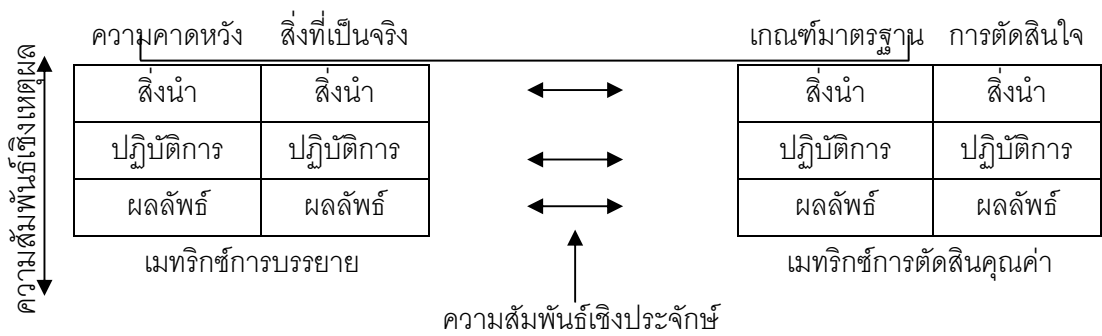 ความคาดหวัง สิ่งที่เป็นจริง เกณฑ์มาตรฐาน การตัดสินใจ
ความสัมพันธ์เชิงเหตุผล
สิ่งนำ สิ่งนำ สิ่งนำ สิ่งนำ
ปฏิบัติการ ปฏิบัติการ ปฏิบัติการ ปฏิบัติการ
ผลลัพธ์ ผลลัพธ์ ผลลัพธ์ ผลลัพธ์
เมทริกซ์การบรรยาย เมทริกซ์การตัดสินคุณค่า
ความสัมพันธ์เชิงประจักษ์